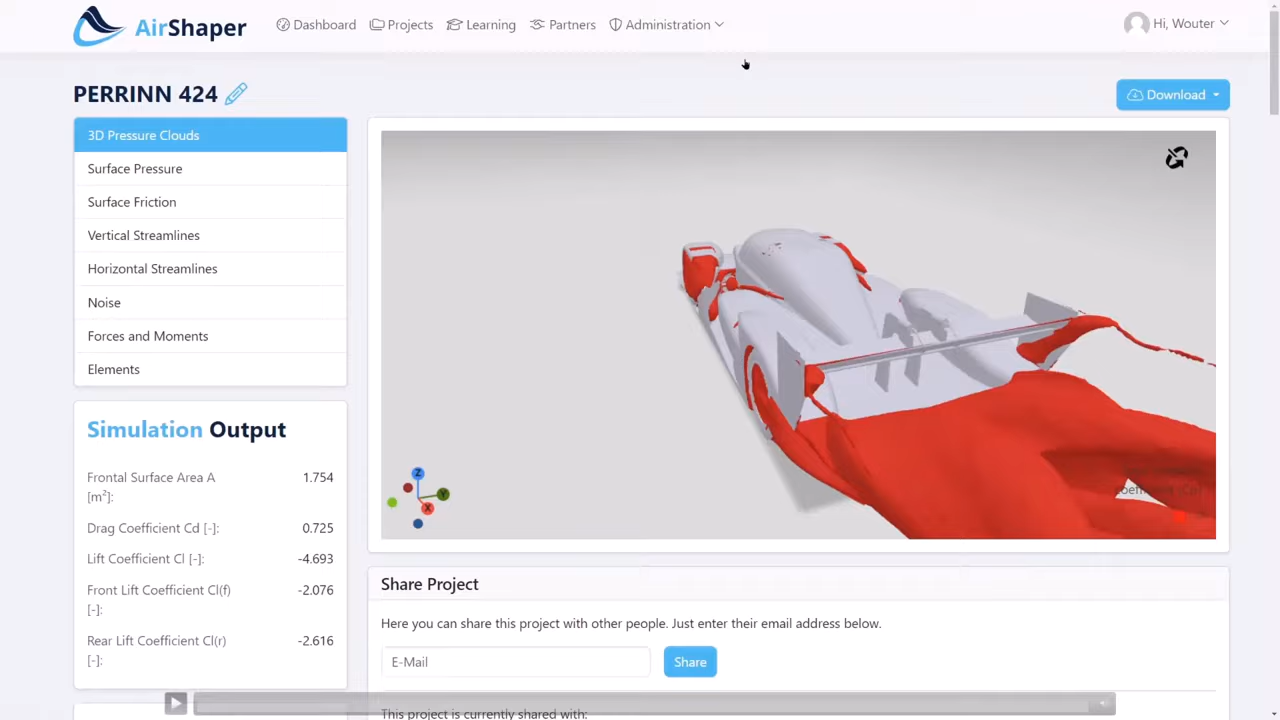 AirShaper
Dashboard
Projects
Learning
Partners
Administration
Hi, Wouter
PERRINN 424
Download
3D Pressure Clouds
Surface Pressure
Surface Friction
Vertical Streamlines
Horizontal Streamlines
Noise
Forces and Moments
Elements
Z
Y
X
Simulation Output
Frontal Surface Area A 1.754
[m²]:
Drag Coefficient Cd [-]: 0.725
Lift Coefficient Cl [-]: -4.693
Front Lift Coefficient Cl(f) -2.076
[-]:
Rear Lift Coefficient Cl(r) -2.616
[-]:
Share Project
Here you can share this project with other people. Just enter their email address below.
E-Mail
Share
This project is currently shared with: